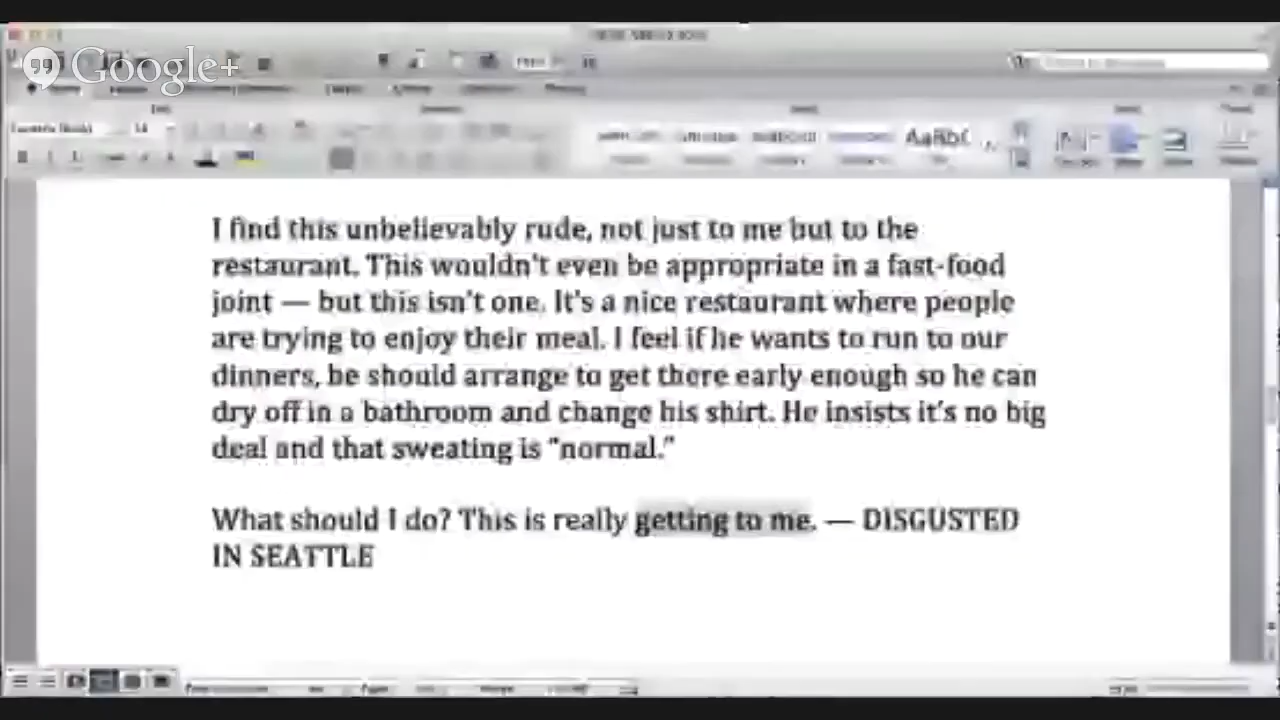 Google+
AaBbC
I find this unbelievably rude, not just to me but to the
restaurant. This wouldn't even be appropriate in a fast-food
joint — but this isn't one. It's a nice restaurant where people
are trying to enjoy their meal. I feel if he wants to run to our
dinners, be should arrange to get there early enough so he can
dry off in a bathroom and change his shirt. He insists it's no big
deal and that sweating is "normal."
What should I do? This is really getting to me. — DISGUSTED
IN SEATTLE